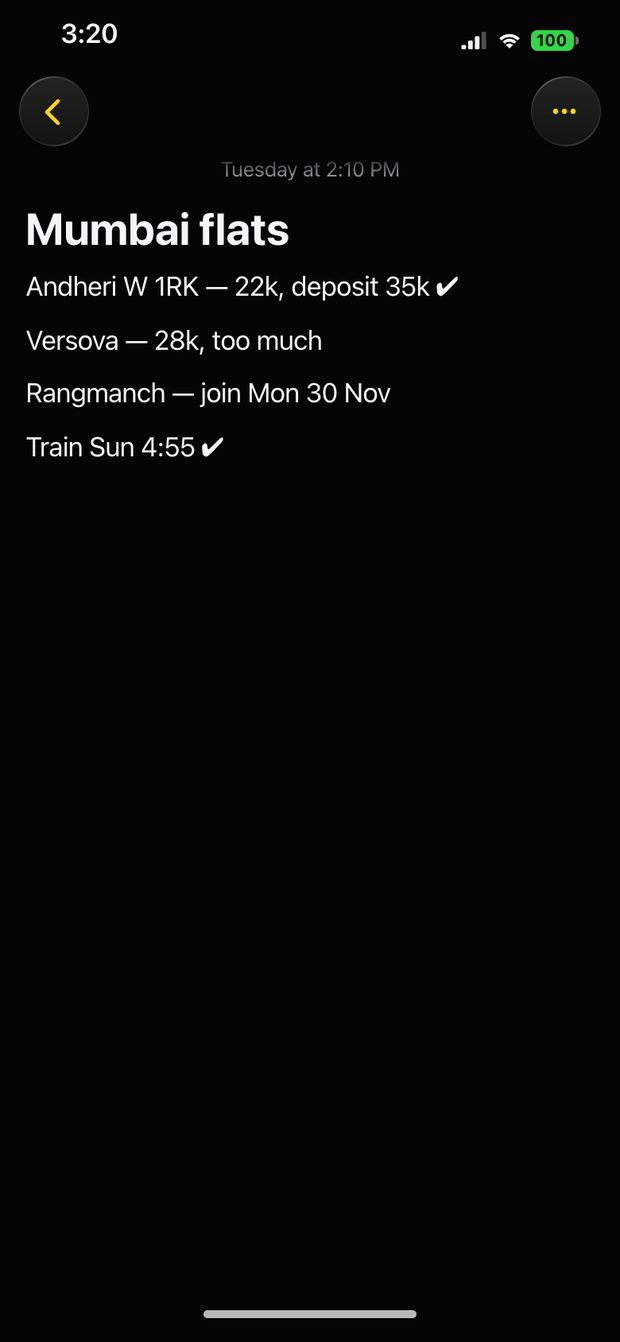 3:20
100
Tuesday at 2:10 PM
Mumbai flats
Andheri W 1RK — 22k, deposit 35k ✔
Versova — 28k, too much
Rangmanch — join Mon 30 Nov
Train Sun 4:55 ✔